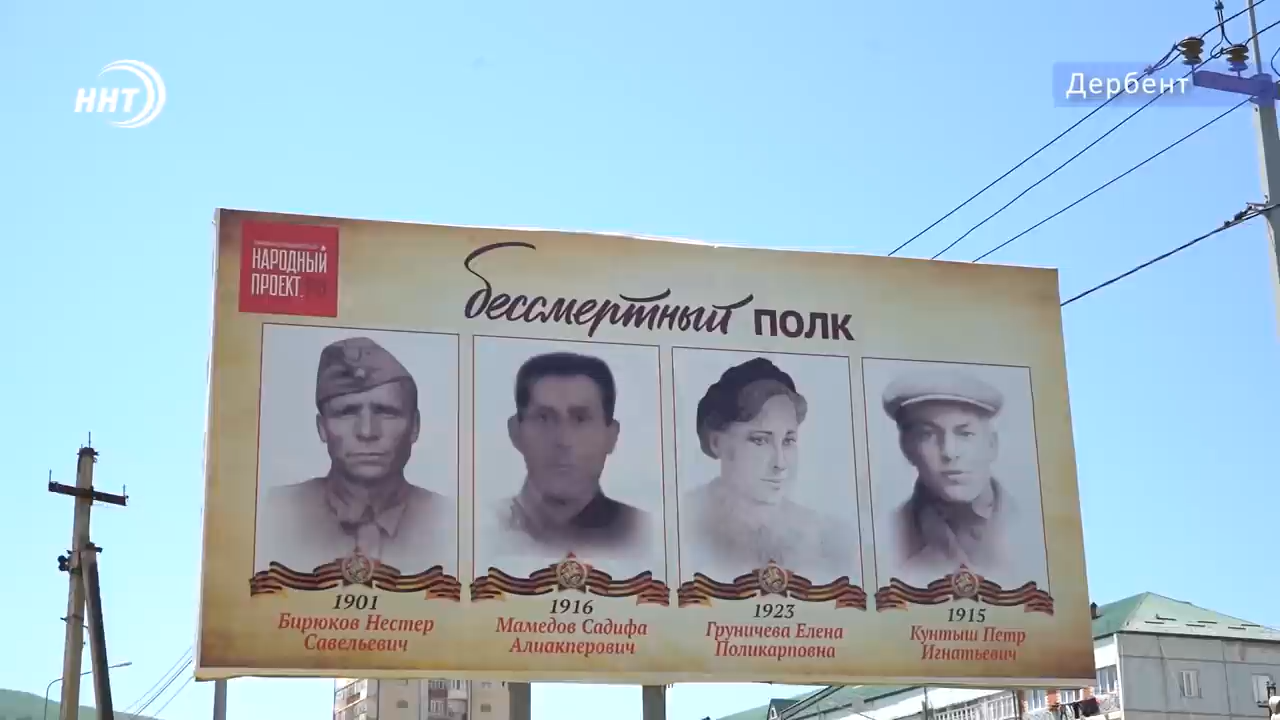 ННТ
Дербент
НАРОДНЫЙ
ПРОЕКТ.РФ
бессмертный ПОЛК
1901
Бирюков Нестер
Савельевич
1916
Мамедов Садифа
Алиакперович
1923
Груничева Елена
Поликарповна
1915
Кунтыш Петр
Игнатьевич